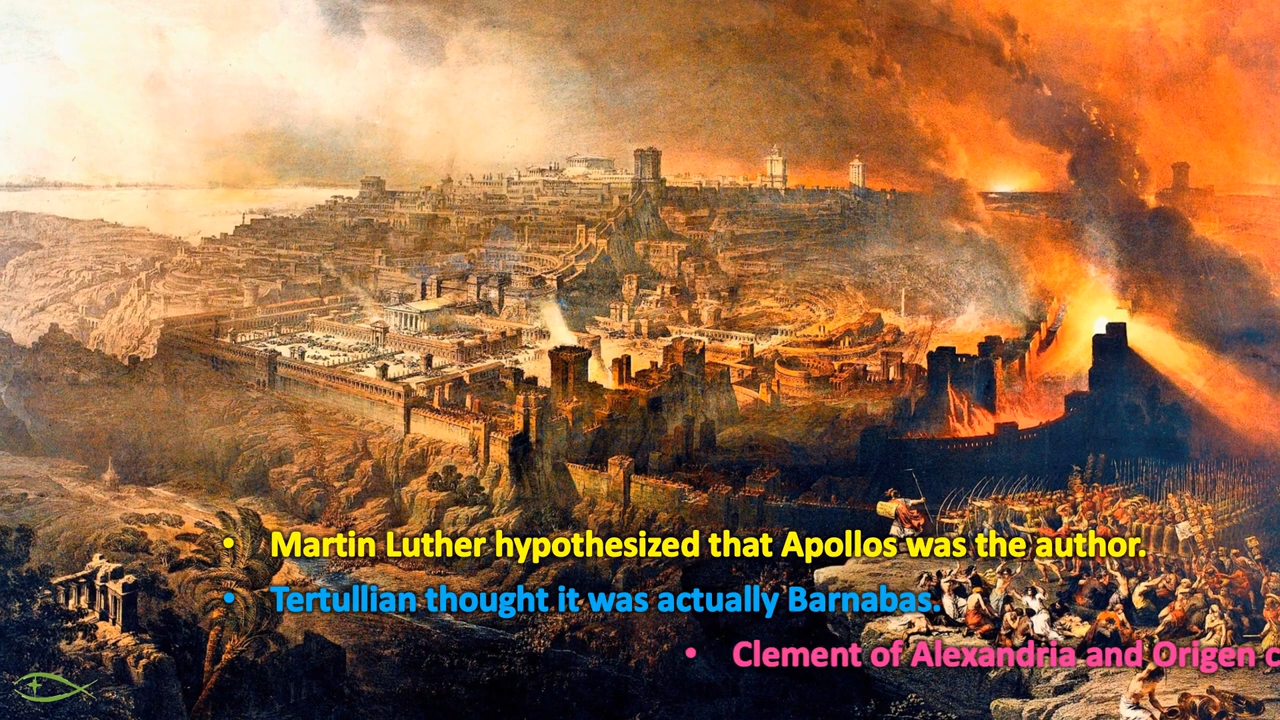 • Martin Luther hypothesized that Apollos was the author.
• Tertullian thought it was actually Barnabas.
• Clement of Alexandria and Origen